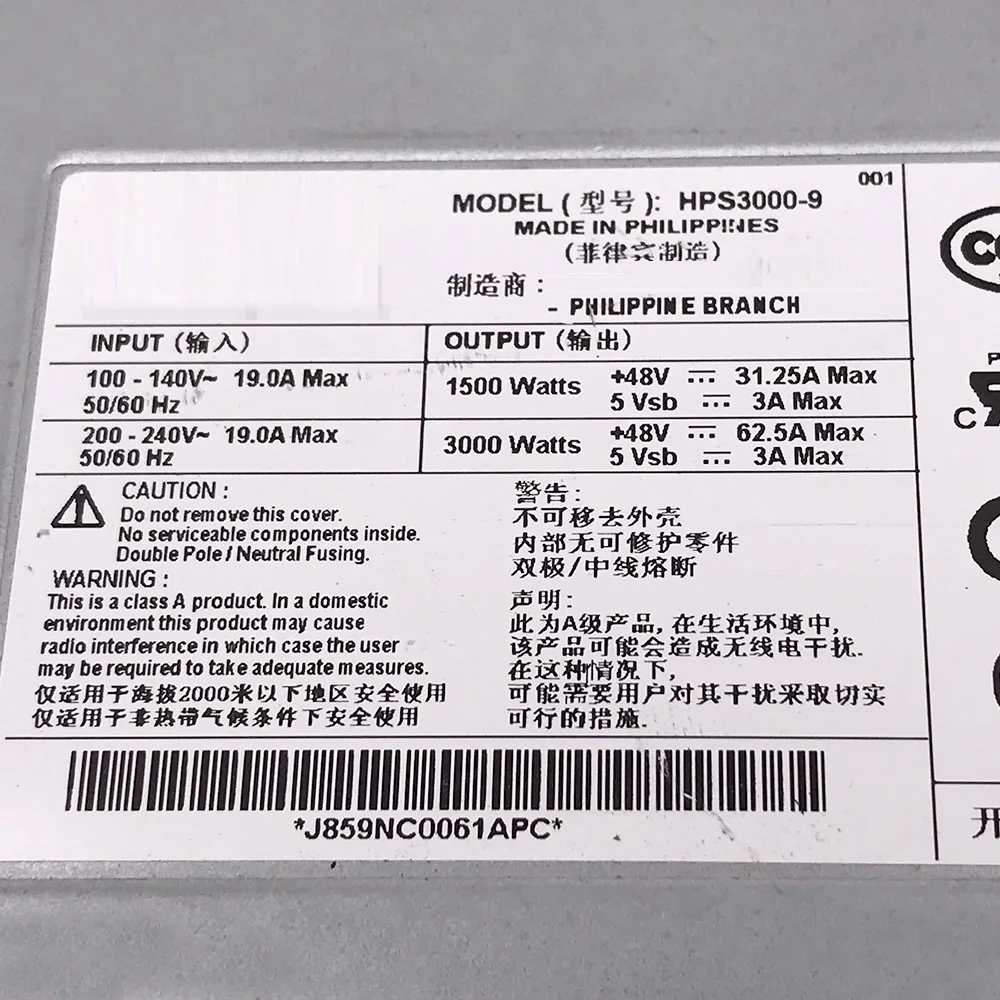 001
MODEL ( 型号 ): HPS3000-9
MADE IN PHILIPPINES
(菲律宾制造)
制造商 :
- PHILIPPINE BRANCH
INPUT (输入)
OUTPUT (输出)
100 - 140V~ 19.0A Max
50/60 Hz
1500 Watts
+48V ⎓ 31.25A Max
5 Vsb ⎓ 3A Max
200 - 240V~ 19.0A Max
50/60 Hz
3000 Watts
+48V ⎓ 62.5A Max
5 Vsb ⎓ 3A Max
CAUTION :
Do not remove this cover.
No serviceable components inside.
Double Pole / Neutral Fusing.
WARNING :
This is a class A product. In a domestic
environment this product may cause
radio interference in which case the user
may be required to take adequate measures.
仅适用于海拔2000米以下地区安全使用
仅适用于非热带气候条件下安全使用
警告:
不可移去外壳
内部无可修护零件
双极/中线熔断
声明:
此为A级产品, 在生活环境中,
该产品可能会造成无线电干扰.
在这种情况下,
可能需要用户对其干扰采取切实
可行的措施.
*J859NC0061APC*
C
开